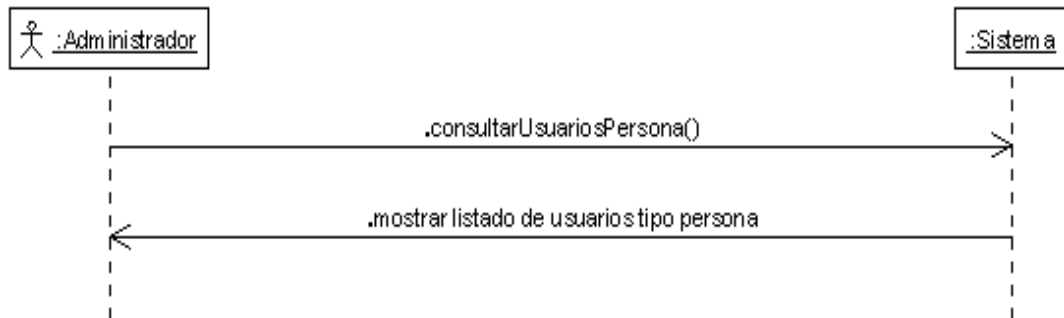 :Administrador
:Sistema
.consultarUsuariosPersona()
.mostrar listado de usuarios tipo persona